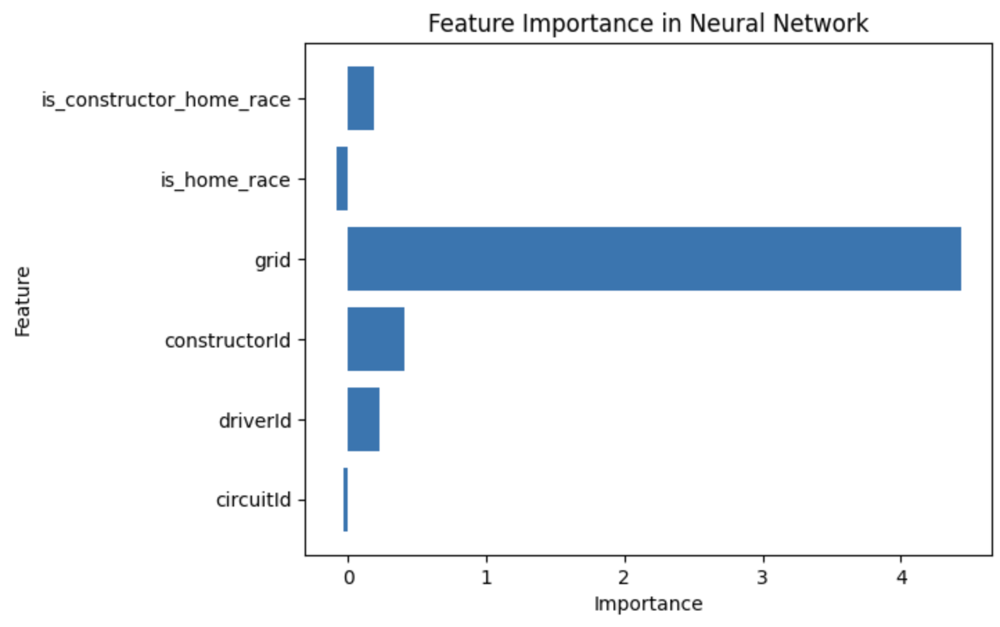 Feature Importance in Neural Network
is_constructor_home_race
is_home_race
grid
constructorId
driverId
circuitId
Feature
0 1 2 3 4
Importance